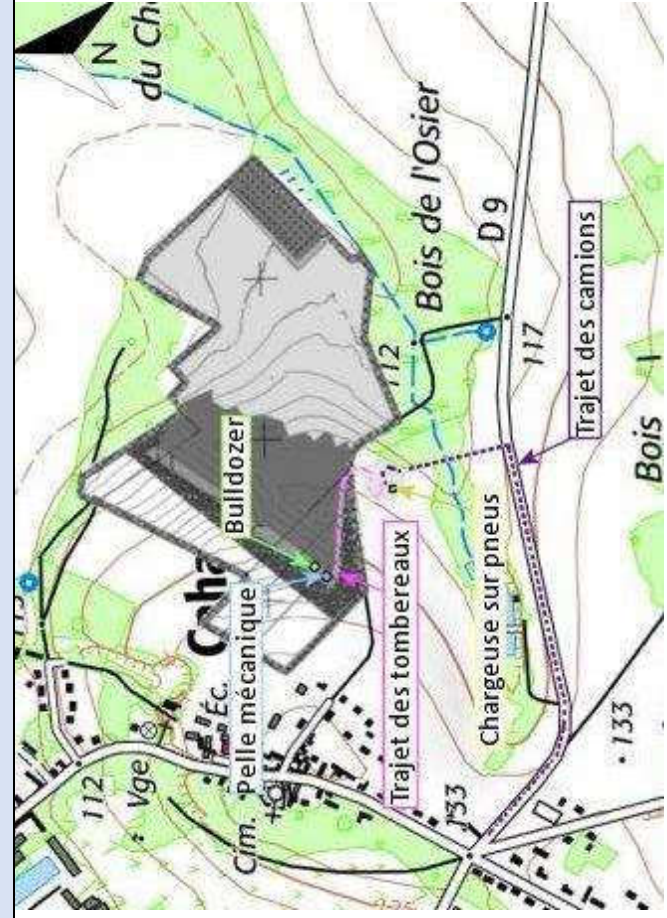 N
du Ch
Bois de l'Osier
D 9
112
117
Trajet des camions
Bulldozer
Pelle mécanique
Trajet des tombereaux
Chargeuse sur pneus
Caha
Éc.
Vge
112
Cim.
133
133
Bois